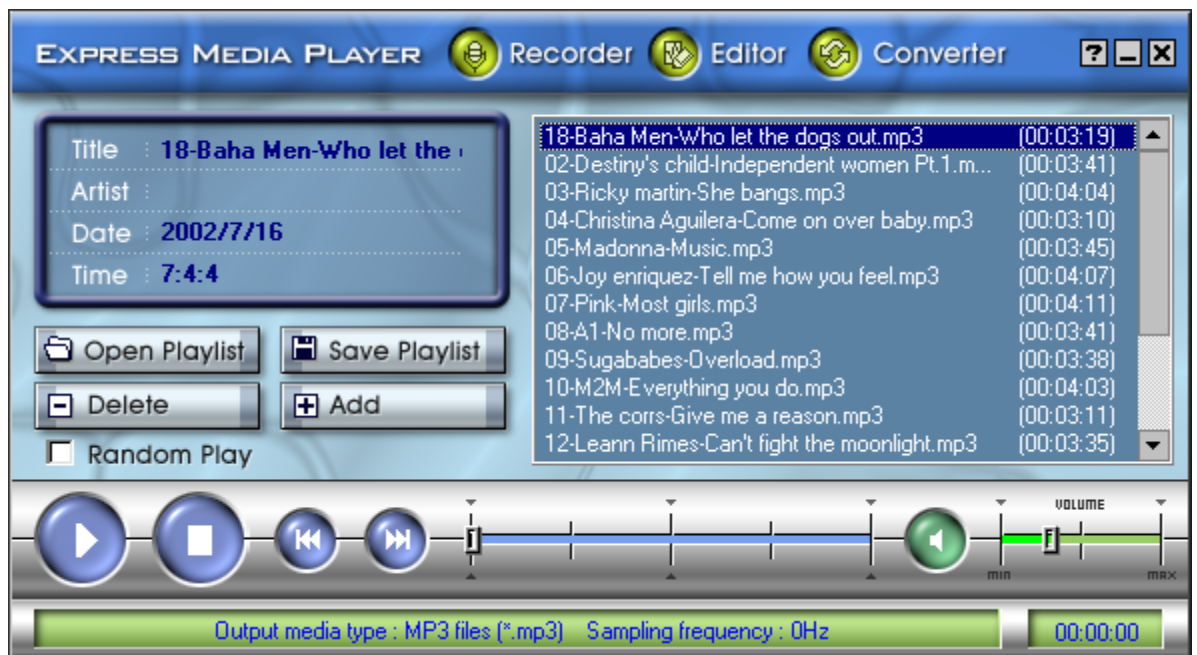 EXPRESS MEDIA PLAYER Recorder Editor Converter ? _ X
Title : 18-Baha Men-Who let the
Artist :
Date : 2002/7/16
Time : 7:4:4
Open Playlist Save Playlist
Delete Add
Random Play
18-Baha Men-Who let the dogs out.mp3 (00:03:19)
02-Destiny's child-Independent women Pt.1.m... (00:03:41)
03-Ricky martin-She bangs.mp3 (00:04:04)
04-Christina Aguilera-Come on over baby.mp3 (00:03:10)
05-Madonna-Music.mp3 (00:03:45)
06-Joy enriquez-Tell me how you feel.mp3 (00:04:07)
07-Pink-Most girls.mp3 (00:04:11)
08-A1-No more.mp3 (00:03:41)
09-Sugababes-Overload.mp3 (00:03:38)
10-M2M-Everything you do.mp3 (00:04:03)
11-The corrs-Give me a reason.mp3 (00:03:11)
12-Leann Rimes-Can't fight the moonlight.mp3 (00:03:35)
VOLUME
min max
Output media type : MP3 files (*.mp3) Sampling frequency : 0Hz 00:00:00